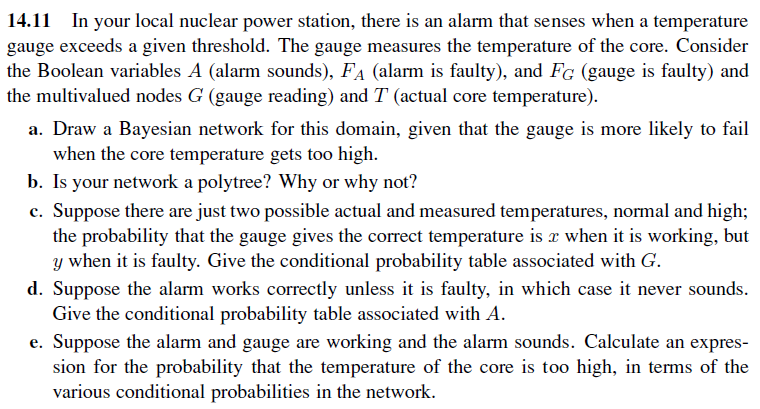 14.11 In your local nuclear power station, there is an alarm that senses when a temperature
gauge exceeds a given threshold. The gauge measures the temperature of the core. Consider
the Boolean variables A (alarm sounds), F_A (alarm is faulty), and F_G (gauge is faulty) and
the multivalued nodes G (gauge reading) and T (actual core temperature).
a. Draw a Bayesian network for this domain, given that the gauge is more likely to fail
when the core temperature gets too high.
b. Is your network a polytree? Why or why not?
c. Suppose there are just two possible actual and measured temperatures, normal and high;
the probability that the gauge gives the correct temperature is x when it is working, but
y when it is faulty. Give the conditional probability table associated with G.
d. Suppose the alarm works correctly unless it is faulty, in which case it never sounds.
Give the conditional probability table associated with A.
e. Suppose the alarm and gauge are working and the alarm sounds. Calculate an expres-
sion for the probability that the temperature of the core is too high, in terms of the
various conditional probabilities in the network.